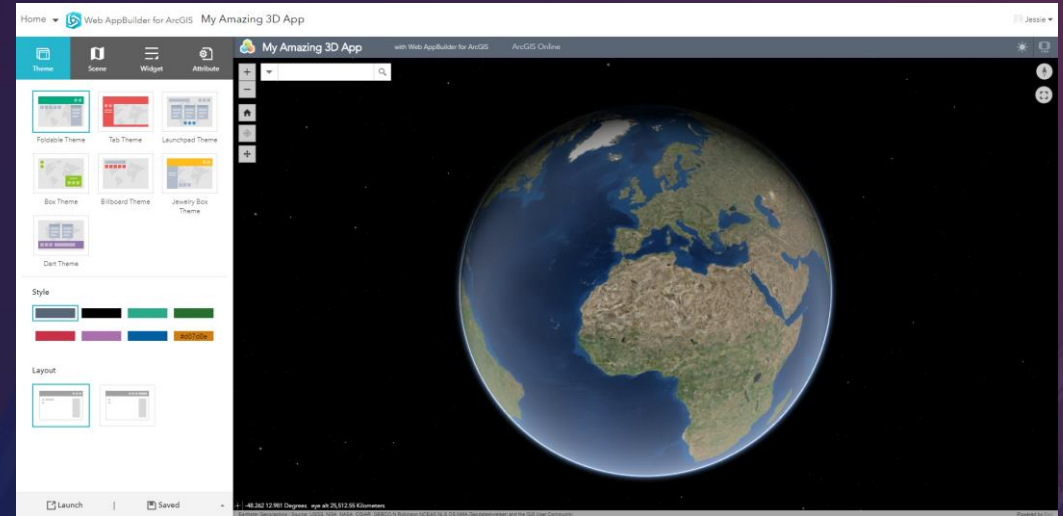 Home Web AppBuilder for ArcGIS My Amazing 3D App Jessie
Theme Scene Widget Attribute
My Amazing 3D App with Web AppBuilder for ArcGIS ArcGIS Online
Foldable Theme Tab Theme Launchpad Theme
Box Theme Billboard Theme Jewelry Box
Theme
Dart Theme
Style
#d07d0e
Layout
Launch | Saved
-48.262 12.981 Degrees eye alt 25,512.55 Kilometers